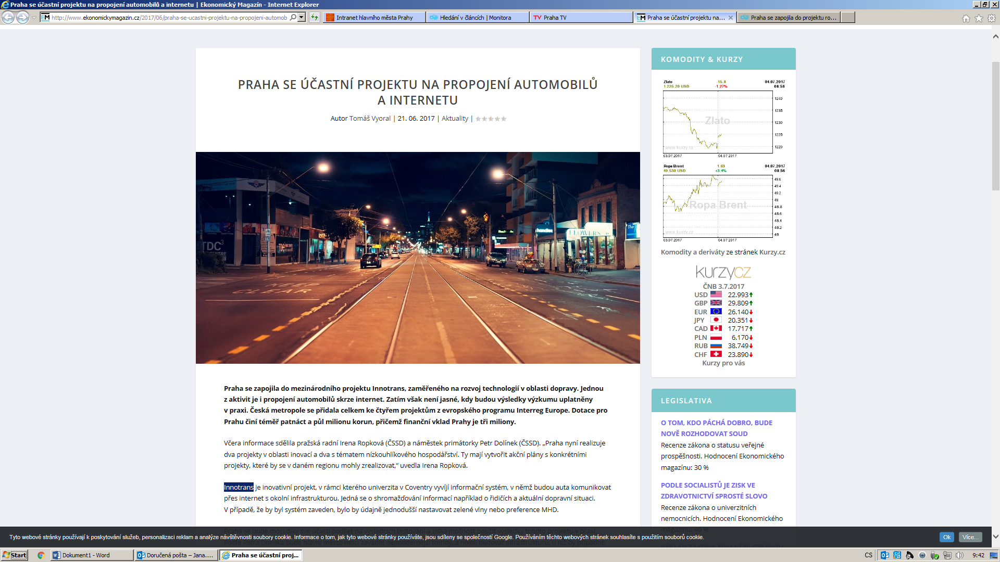 Praha se účastní projektu na propojení automobilů a internetu | Ekonomický Magazín - Internet Explorer
http://www.ekonomickymagazin.cz/2017/06/praha-se-ucastni-projektu-na-propojeni-automob
Intranet hlavního města Prahy
Hledání v článcích | Monitora
Praha TV
Praha se účastní projektu na...
Praha se zapojila do projektu ro...
PRAHA SE ÚČASTNÍ PROJEKTU NA PROPOJENÍ AUTOMOBILŮ
A INTERNETU
Autor Tomáš Vyoral | 21. 06. 2017 | Aktuality |
TDC
KEEP
CLEAR
FLOWERS
The
Praha se zapojila do mezinárodního projektu Innotrans, zaměřeného na rozvoj technologií v oblasti dopravy. Jednou
z aktivit je i propojení automobilů skrze internet. Zatím však není jasné, kdy budou výsledky výzkumu uplatněny
v praxi. Česká metropole se přidala celkem ke čtyřem projektům z evropského programu Interreg Europe. Dotace pro
Prahu činí téměř patnáct a půl milionu korun, přičemž finanční vklad Prahy je tři miliony.
Včera informace sdělila pražská radní Irena Ropková (ČSSD) a náměstek primátorky Petr Dolínek (ČSSD). „Praha nyní realizuje
dva projekty v oblasti inovací a dva s tématem nízkouhlíkového hospodářství. Ty mají vytvořit akční plány s konkrétními
projekty, které by se v daném regionu mohly zrealizovat,“ uvedla Irena Ropková.
Innotrans je inovativní projekt, v rámci kterého univerzita v Coventry vyvíjí informační systém, v němž budou auta komunikovat
přes internet s okolní infrastrukturou. Jedná se o shromažďování informací například o řidičích a aktuální dopravní situaci.
V případě, že by byl systém zaveden, bylo by údajně jednodušší nastavovat zelené vlny nebo preference MHD.
KOMODITY & KURZY
Zlato -15.8 04.07.2017
1 225.20 USD -1.27% 08:58
Zlato
1240
1235
1230
1225
1220
www.kurzy.cz
03.07.2017 04.07.2017
Ropa Brent 1.63 04.07.2017
49.530 USD +3.4% 08:56
Ropa Brent
49.6
49.4
49.2
49
48.8
48.6
48.4
48.2
48
www.kurzy.cz
03.07.2017 04.07.2017
Komodity a deriváty ze stránek Kurzy.cz
kurzycz
ČNB 3.7.2017
USD 22.993
GBP 29.809
EUR 26.140
JPY 20.351
CAD 17.717
PLN 6.170
RUB 38.749
CHF 23.890
Kurzy pro vás
LEGISLATIVA
O TOM, KDO PÁCHÁ DOBRO, BUDE
NOVĚ ROZHODOVAT SOUD
Recenze zákona o statusu veřejné
prospěšnosti. Hodnocení Ekonomického
magazínu: 30 %
PODLE SOCIALISTŮ JE ZISK VE
ZDRAVOTNICTVÍ SPROSTÉ SLOVO
Recenze zákona o univerzitních
nemocnicích. Hodnocení Ekonomického
Tyto webové stránky používají k poskytování služeb, personalizaci reklam a analýze návštěvnosti soubory cookie. Informace o tom, jak tyto webové stránky používáte, jsou sdíleny se společností Google. Používáním těchto webových stránek souhlasíte s použitím souborů cookie.
Ok
Více...
Start
Dokument1 - Word
Doručená pošta – Jana....
Praha se účastní proj...
CS
9:42